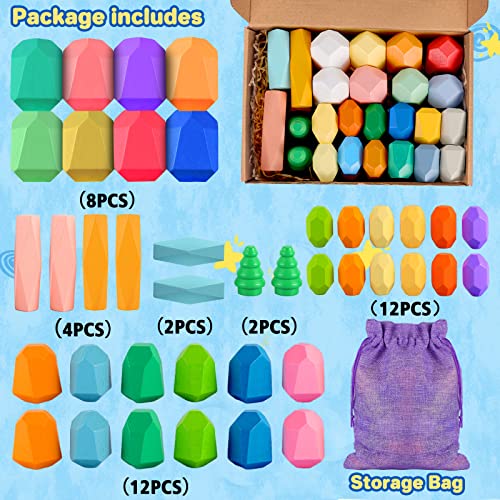 Package includes
(8PCS)
(4PCS)
(2PCS)
(2PCS)
(12PCS)
(12PCS)
Storage Bag